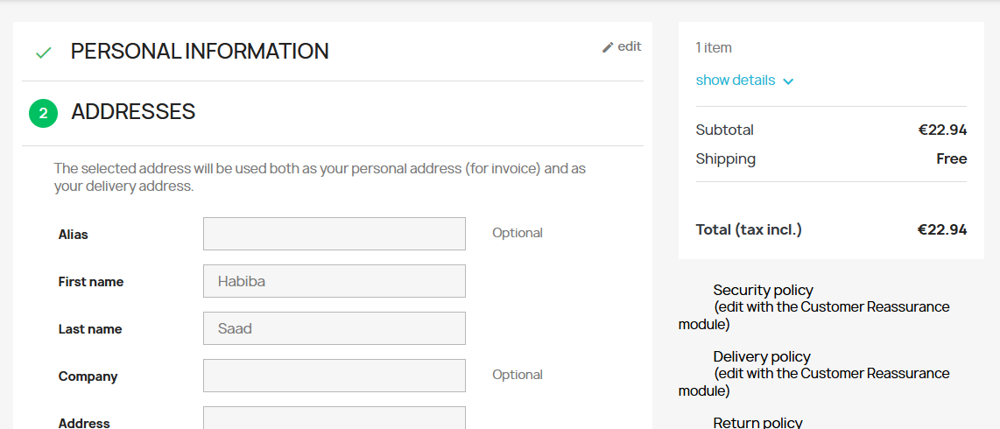 PERSONAL INFORMATION
edit
2
ADDRESSES
The selected address will be used both as your personal address (for invoice) and as
your delivery address.
Alias
Optional
First name
Habiba
Last name
Saad
Company
Optional
Address
1 item
show details
Subtotal
€22.94
Shipping
Free
Total (tax incl.)
€22.94
Security policy
(edit with the Customer Reassurance
module)
Delivery policy
(edit with the Customer Reassurance
module)
Return policy